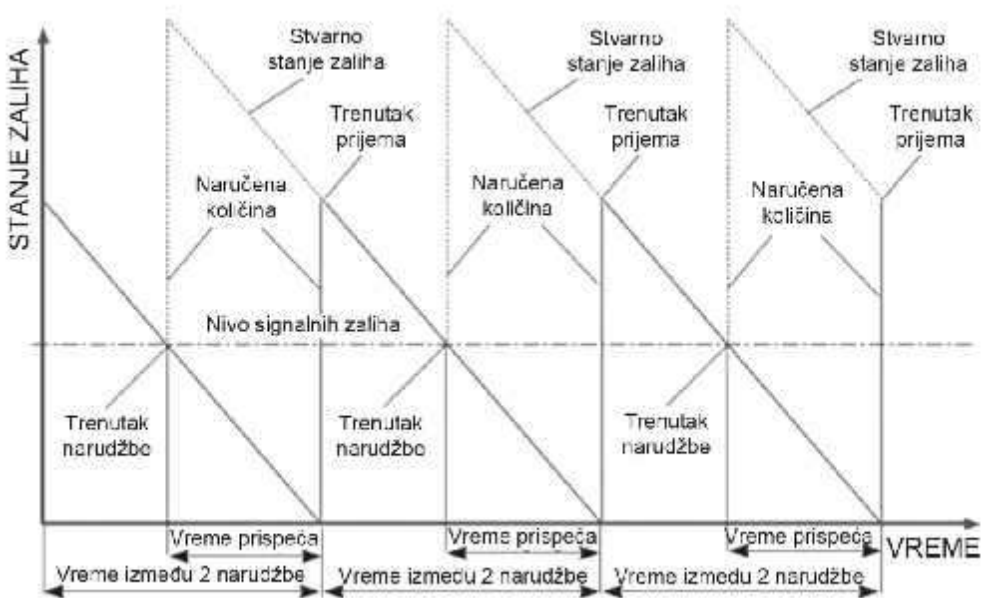 STANJE ZALIHA
Stvarno
stanje zaliha
Stvarno
stanje zaliha
Stvarno
stanje zaliha
Trenutak
prijema
Trenutak
prijema
Trenutak
prijema
Naručena
količina
Naručena
količina
Naručena
količina
Nivo signalnih zaliha
Trenutak
narudžbe
Trenutak
narudžbe
Trenutak
narudžbe
Vreme prispeća
Vreme prispeća
Vreme prispeća
VREME
Vreme između 2 narudžbe
Vreme između 2 narudžbe
Vreme između 2 narudžbe